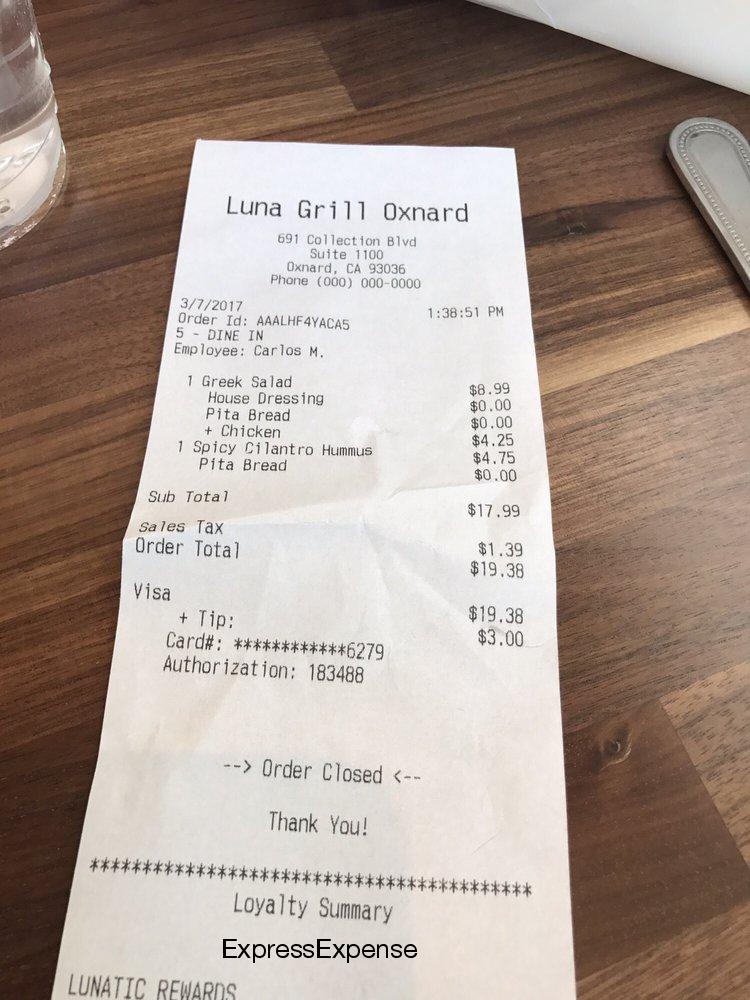 Luna Grill Oxnard
691 Collection Blvd
Suite 1100
Oxnard, CA 93036
Phone (000) 000-0000
3/7/2017 1:38:51 PM
Order Id: AAALHF4YACA5
5 - DINE IN
Employee: Carlos M.
1 Greek Salad $8.99
House Dressing $0.00
Pita Bread $0.00
+ Chicken $4.25
1 Spicy Cilantro Hummus $4.75
Pita Bread $0.00
Sub Total $17.99
Sales Tax $1.39
Order Total $19.38
Visa $19.38
+ Tip: $3.00
Card#: ************6279
Authorization: 183488
--> Order Closed <--
Thank You!
******************************************
Loyalty Summary
ExpressExpense
LUNATIC REWARDS